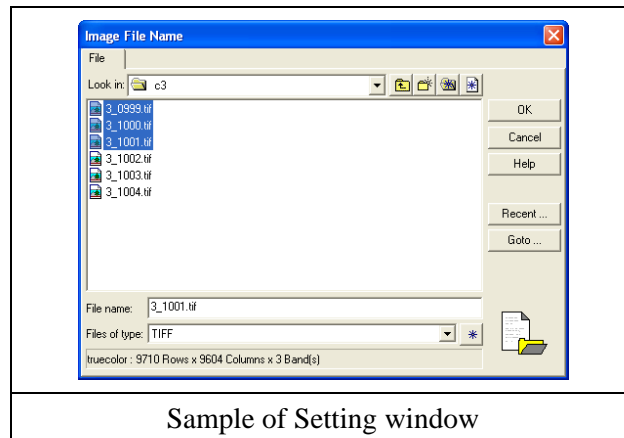 Image File Name
File
Look in: c3
3_0999.tif
3_1000.tif
3_1001.tif
3_1002.tif
3_1003.tif
3_1004.tif
OK
Cancel
Help
Recent ...
Goto ...
File name: 3_1001.tif
Files of type: TIFF
truecolor : 9710 Rows x 9604 Columns x 3 Band(s)
Sample of Setting window